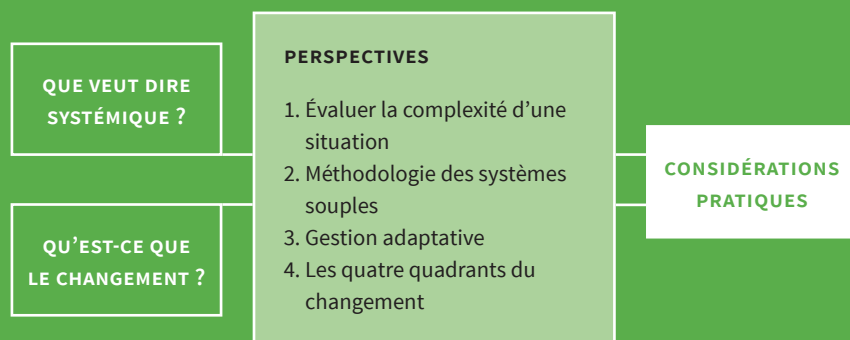 QUE VEUT DIRE
SYSTÉMIQUE ?
QU’EST-CE QUE
LE CHANGEMENT ?
PERSPECTIVES
1. Évaluer la complexité d’une
situation
2. Méthodologie des systèmes
souples
3. Gestion adaptative
4. Les quatre quadrants du
changement
CONSIDÉRATIONS
PRATIQUES